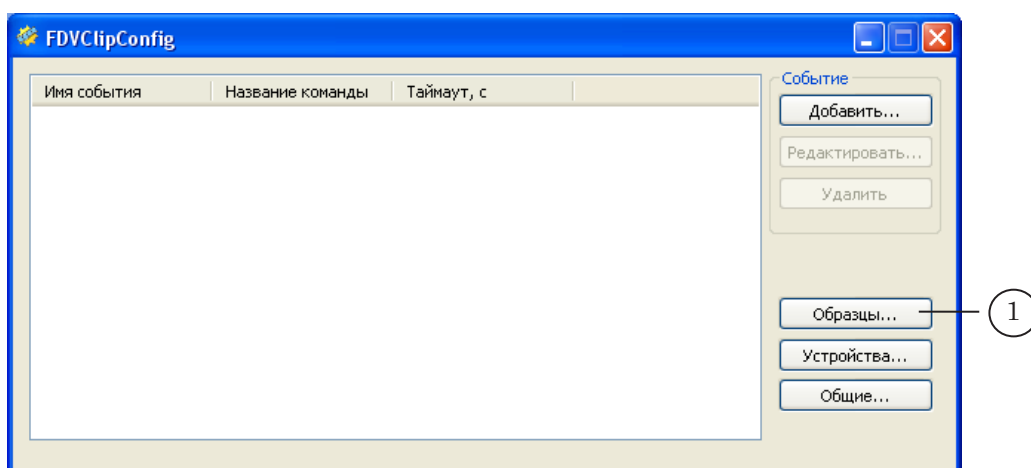 FDVClipConfig
Имя события Название команды Таймаут, с
Событие
Добавить...
Редактировать...
Удалить
Образцы...
1
Устройства...
Общие...